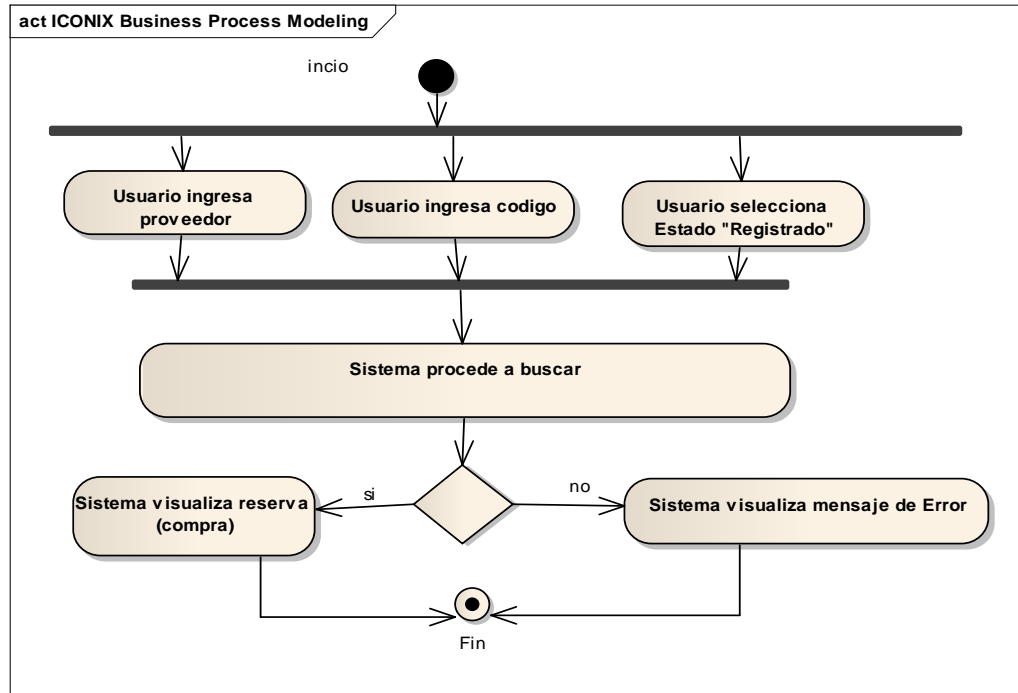 act ICONIX Business Process Modeling
incio
Usuario ingresa
proveedor
Usuario ingresa codigo
Usuario selecciona
Estado "Registrado"
Sistema procede a buscar
si
no
Sistema visualiza reserva
(compra)
Sistema visualiza mensaje de Error
Fin